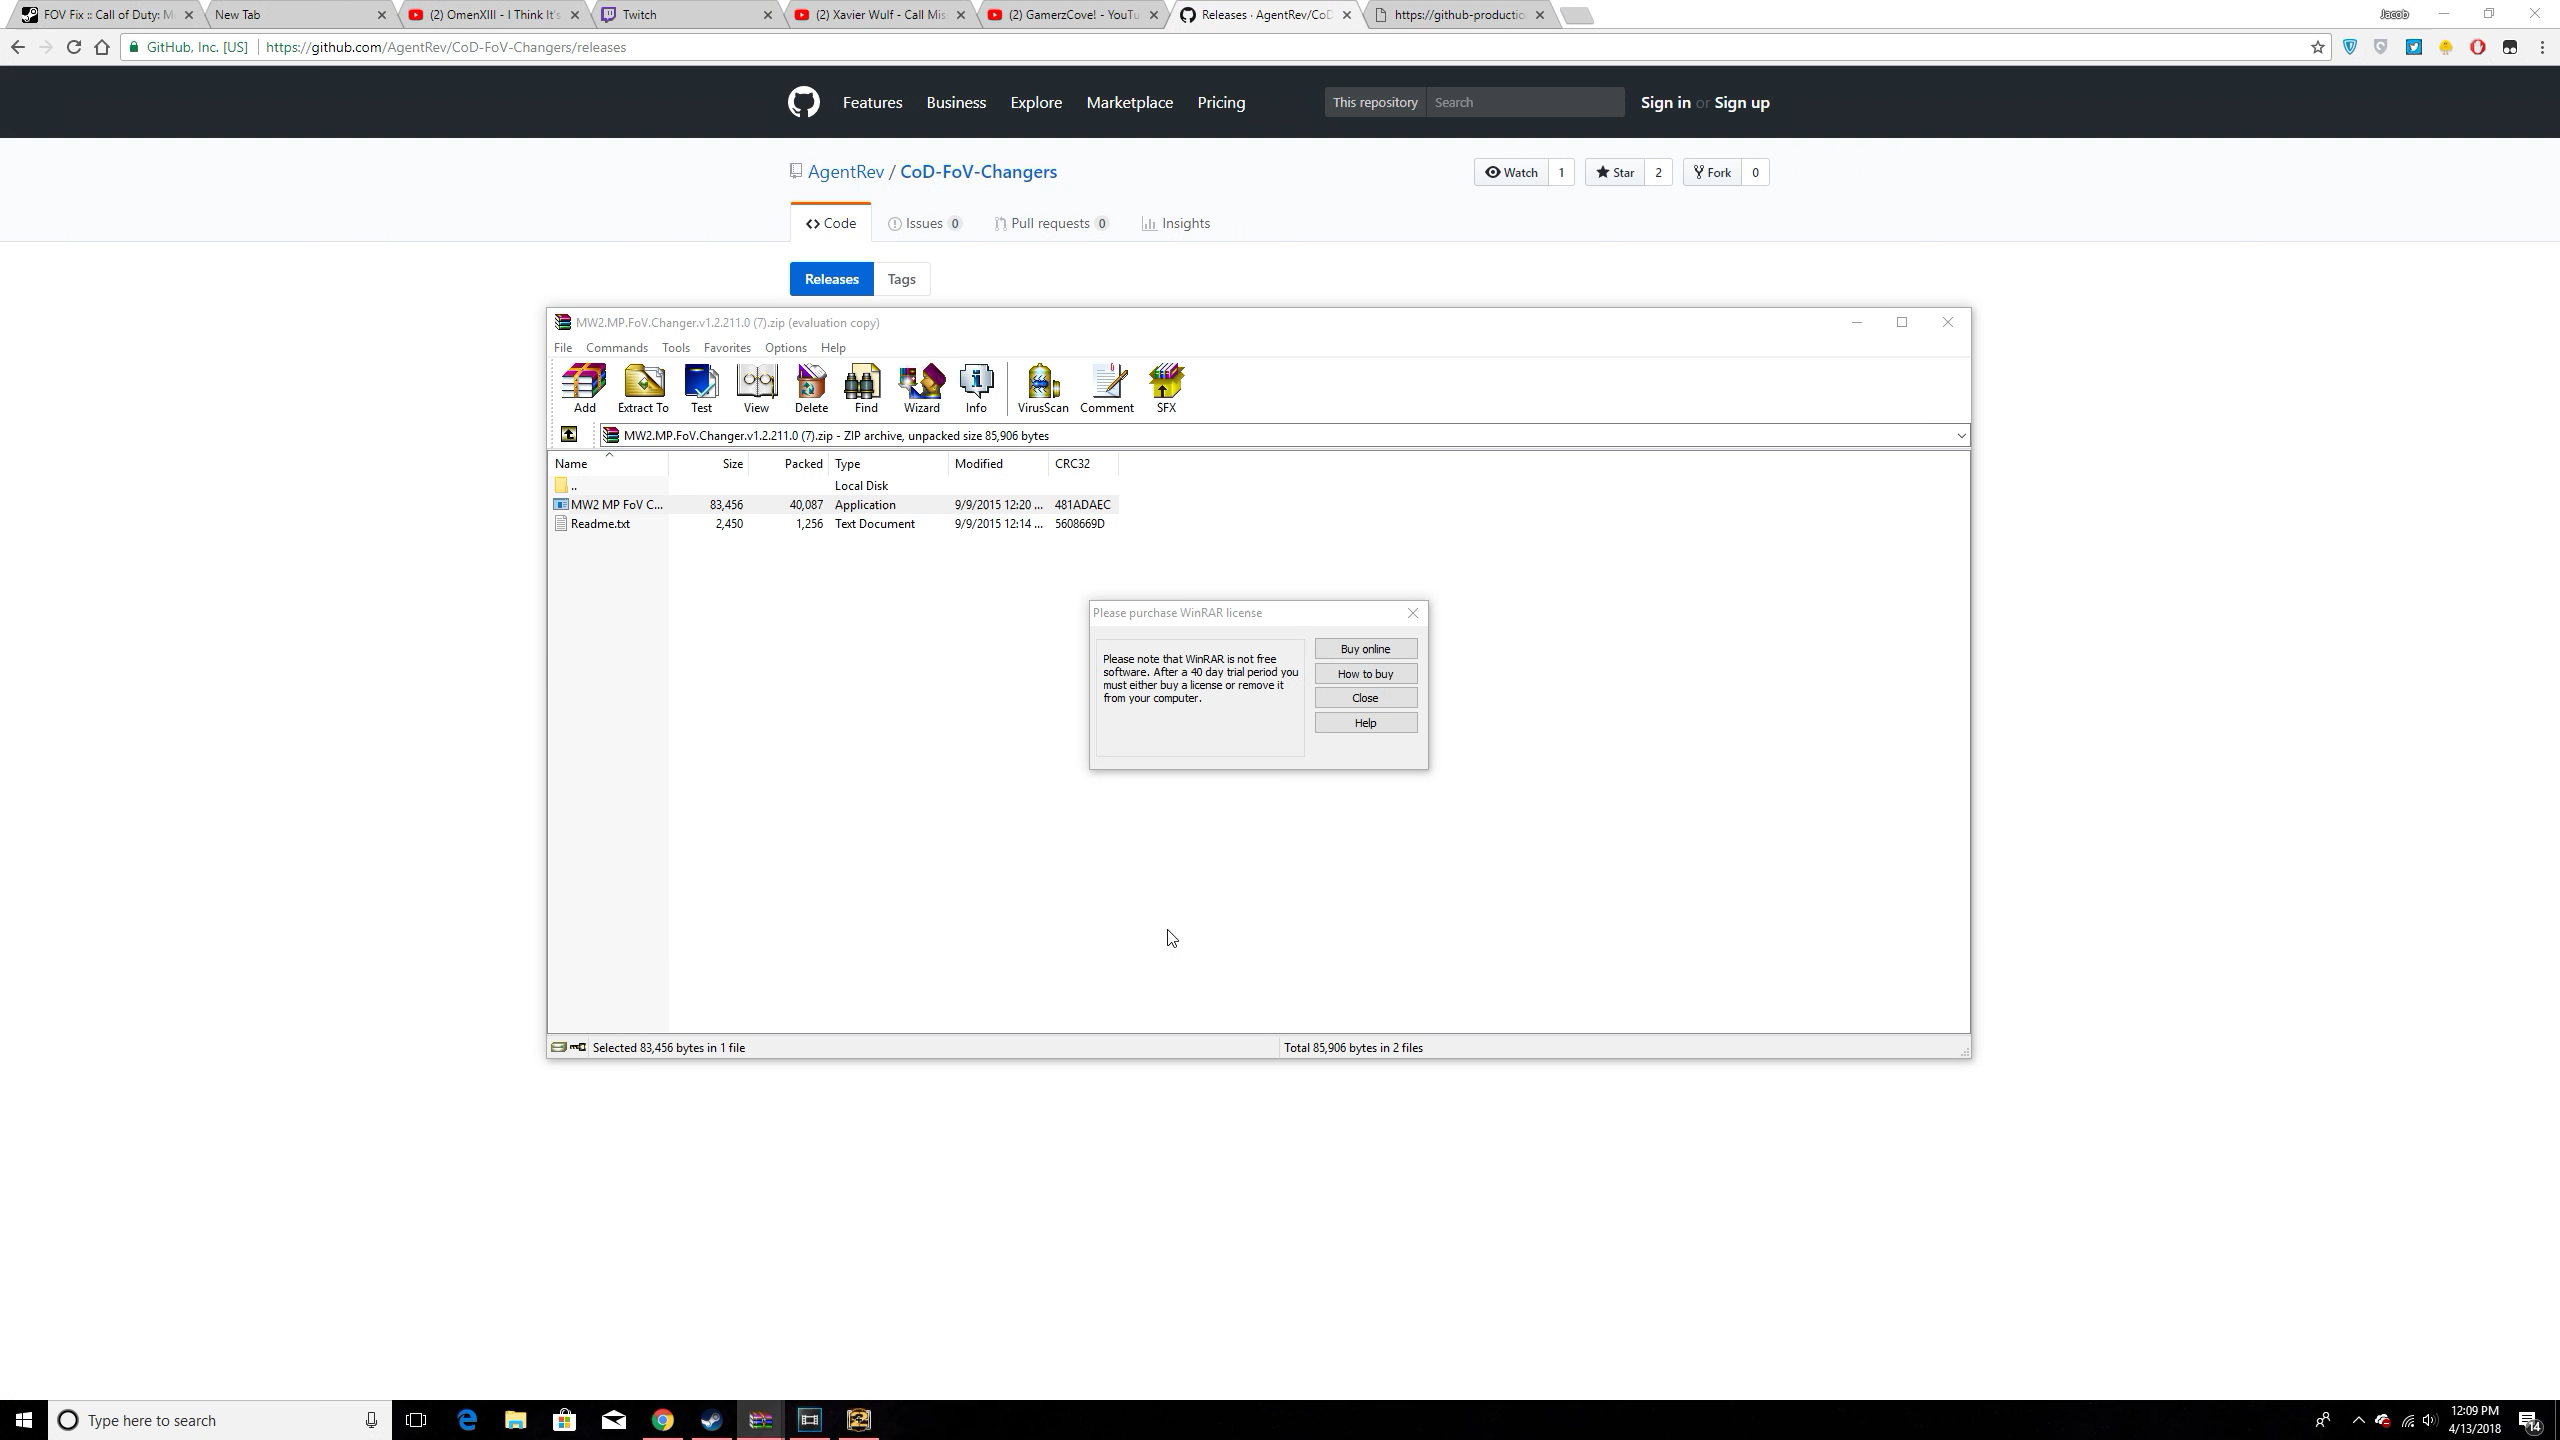 FOV Fix :: Call of Duty: M
New Tab
(2) OmenXIII - I Think It's
Twitch
(2) Xavier Wulf - Call Mis
(2) GamerzCove! - YouTu
Releases · AgentRev/CoD
https://github-productio
Jacob
GitHub, Inc. [US] https://github.com/AgentRev/CoD-FoV-Changers/releases
Features Business Explore Marketplace Pricing
This repository Search
Sign in or Sign up
AgentRev / CoD-FoV-Changers
Watch 1 Star 2 Fork 0
Code Issues 0 Pull requests 0 Insights
Releases Tags
MW2.MP.FoV.Changer.v1.2.211.0 (7).zip (evaluation copy)
File Commands Tools Favorites Options Help
Add Extract To Test View Delete Find Wizard Info VirusScan Comment SFX
MW2.MP.FoV.Changer.v1.2.211.0 (7).zip - ZIP archive, unpacked size 85,906 bytes
Name Size Packed Type Modified CRC32
.. Local Disk
MW2 MP FoV C... 83,456 40,087 Application 9/9/2015 12:20 ... 481ADAEC
Readme.txt 2,450 1,256 Text Document 9/9/2015 12:14 ... 5608669D
Please purchase WinRAR license
Please note that WinRAR is not free
software. After a 40 day trial period you
must either buy a license or remove it
from your computer.
Buy online
How to buy
Close
Help
Selected 83,456 bytes in 1 file
Total 85,906 bytes in 2 files
Type here to search
12:09 PM
4/13/2018
14